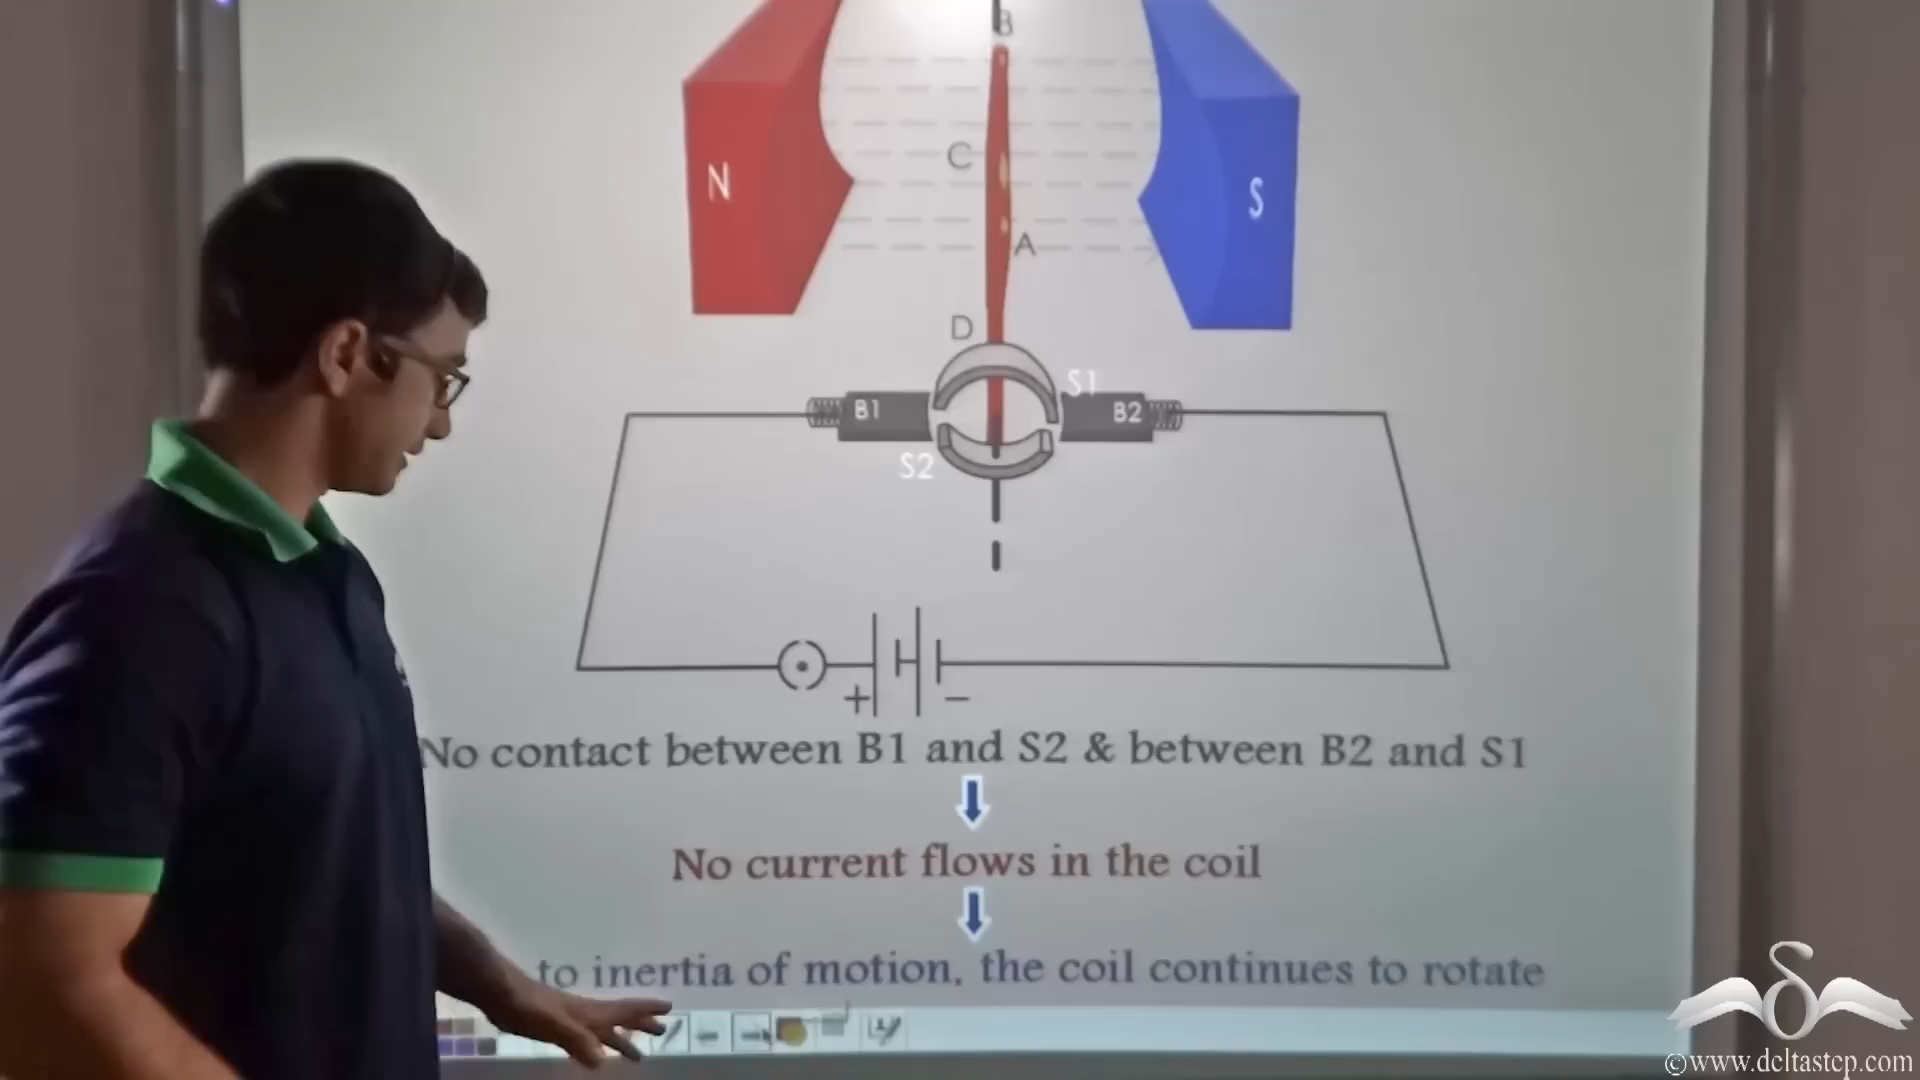 B
N
C
S
A
D
S1
B1
B2
S2
+
−
No contact between B1 and S2 & between B2 and S1
No current flows in the coil
to inertia of motion, the coil continues to rotate
©www.deltastep.com